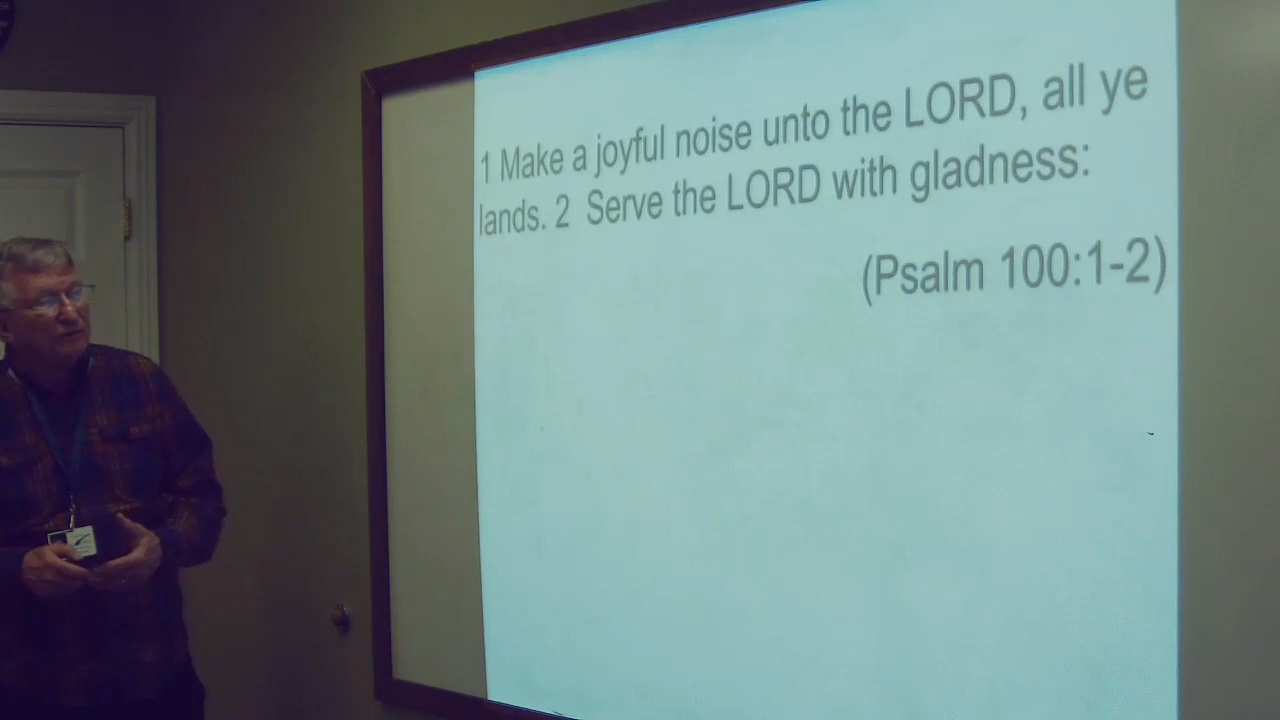 1 Make a joyful noise unto the LORD, all ye
lands. 2 Serve the LORD with gladness:
(Psalm 100:1-2)